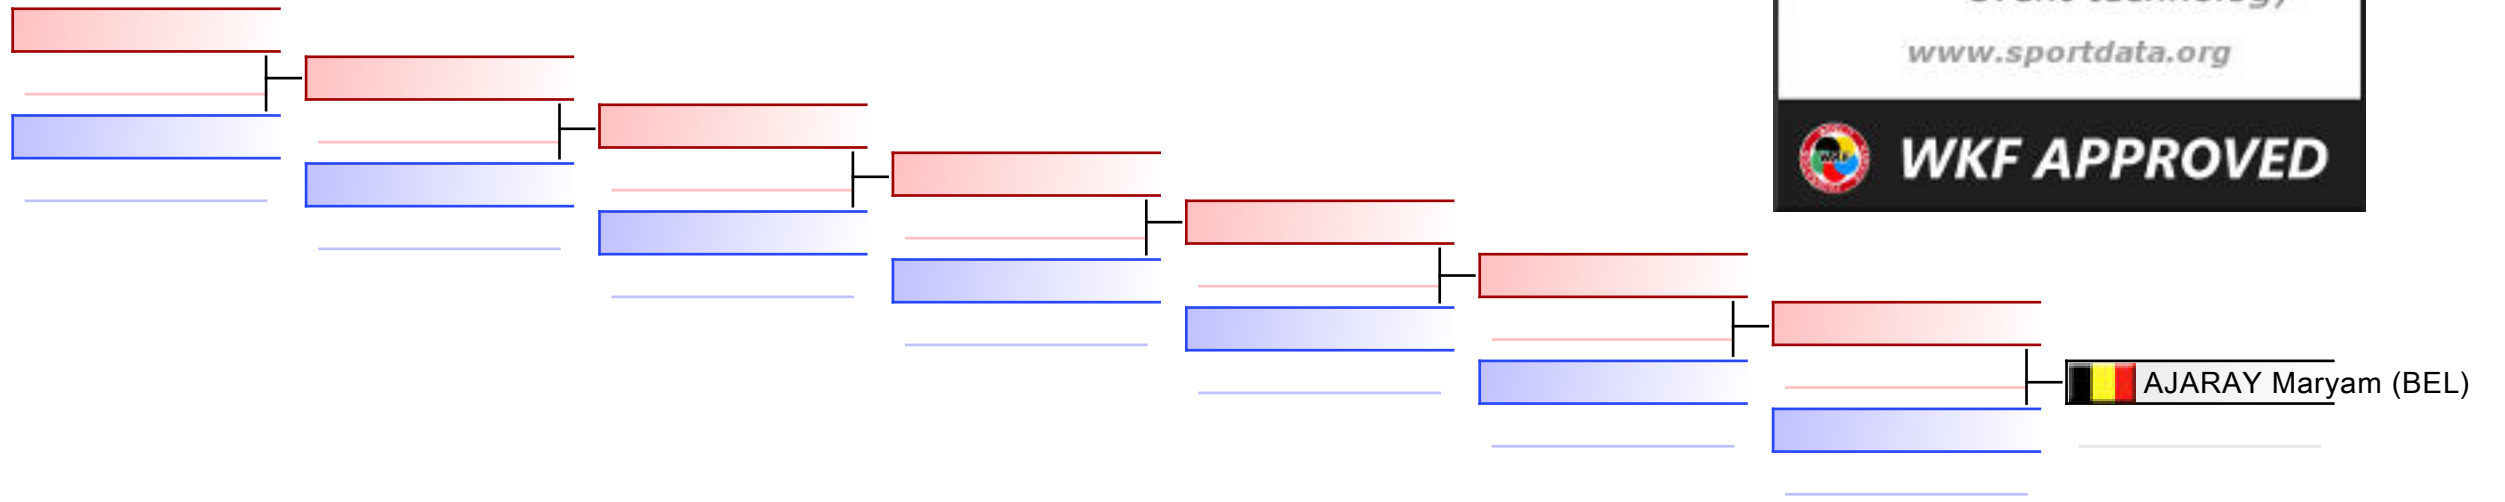 www.sportdata.org
WKF APPROVED
AJARAY Maryam (BEL)